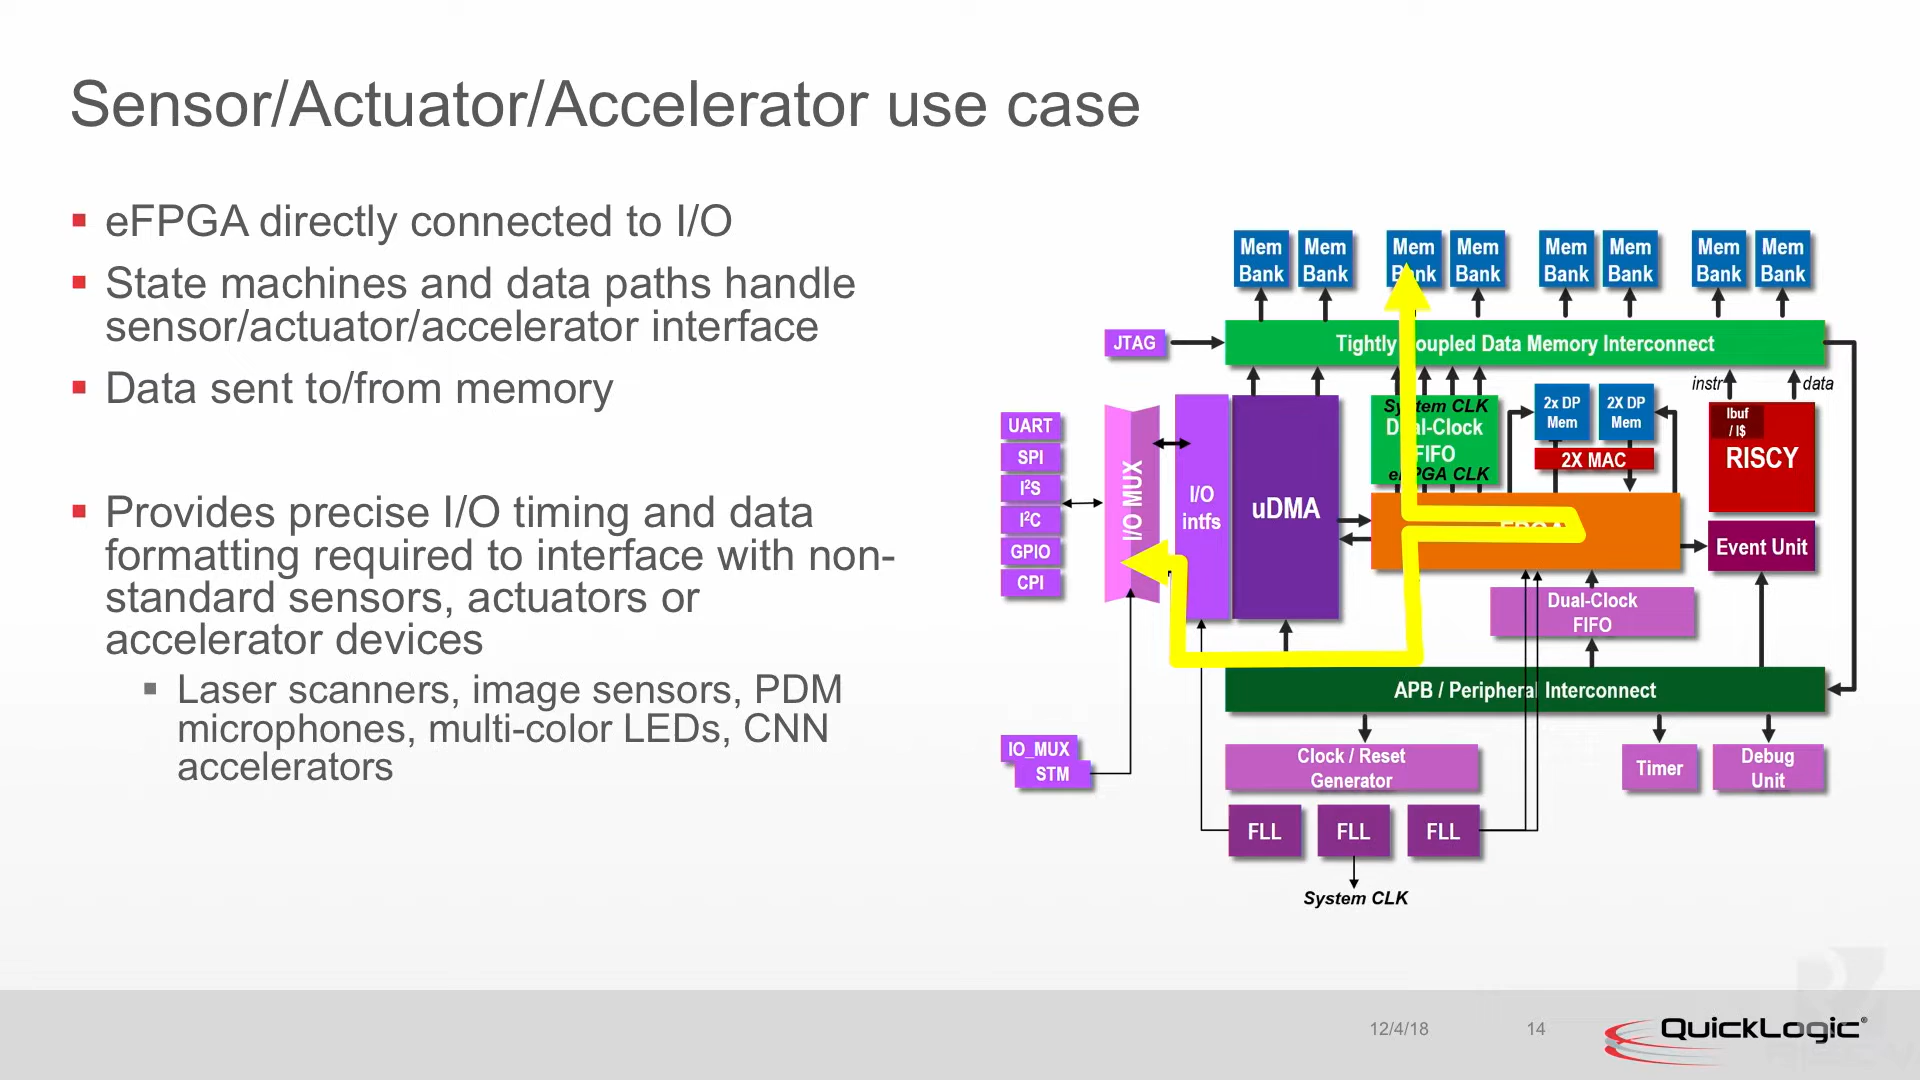 Sensor/Actuator/Accelerator use case
eFPGA directly connected to I/O
State machines and data paths handle
sensor/actuator/accelerator interface
Data sent to/from memory
Provides precise I/O timing and data
formatting required to interface with non-
standard sensors, actuators or
accelerator devices
Laser scanners, image sensors, PDM
microphones, multi-color LEDs, CNN
accelerators
Mem Bank
Mem Bank
Mem
Mem Bank
Mem Bank
Mem Bank
Mem Bank
Mem Bank
JTAG
Tightly Data Memory Interconnect
instr
data
UART
SPI
I²S
I²C
GPIO
CPI
I/O MUX
I/O
intfs
uDMA
System CLK
FIFO
CLK
2x DP
Mem
2X DP
Mem
2X MAC
Ibuf
/ I$
RISCY
Event Unit
Dual-Clock
FIFO
APB / Peripheral Interconnect
IO_MUX
STM
Clock / Reset
Generator
Timer
Debug
Unit
FLL
FLL
FLL
System CLK
12/4/18
14
QuickLogic®